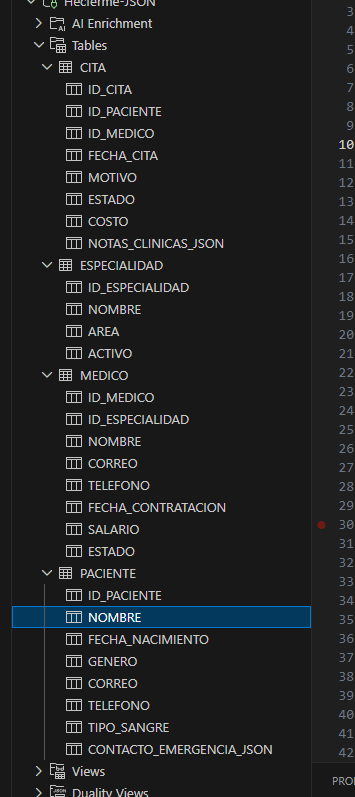 Heclefme-JSON
AI Enrichment
Tables
CITA
ID_CITA
ID_PACIENTE
ID_MEDICO
FECHA_CITA
MOTIVO
ESTADO
COSTO
NOTAS_CLINICAS_JSON
ESPECIALIDAD
ID_ESPECIALIDAD
NOMBRE
AREA
ACTIVO
MEDICO
ID_MEDICO
ID_ESPECIALIDAD
NOMBRE
CORREO
TELEFONO
FECHA_CONTRATACION
SALARIO
ESTADO
PACIENTE
ID_PACIENTE
NOMBRE
FECHA_NACIMIENTO
GENERO
CORREO
TELEFONO
TIPO_SANGRE
CONTACTO_EMERGENCIA_JSON
Views
Duality Views
3
4
5
6
7
8
9
10
11
12
13
14
15
16
17
18
19
20
21
22
23
24
25
26
27
28
29
30
31
32
33
34
35
36
37
38
39
40
41
42
PRO